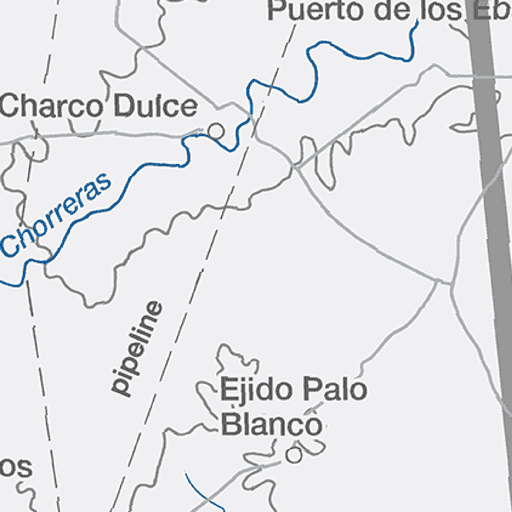 Puerto de los Eb
Charco Dulce
Chorreras
pipeline
Ejido Palo
Blanco
os